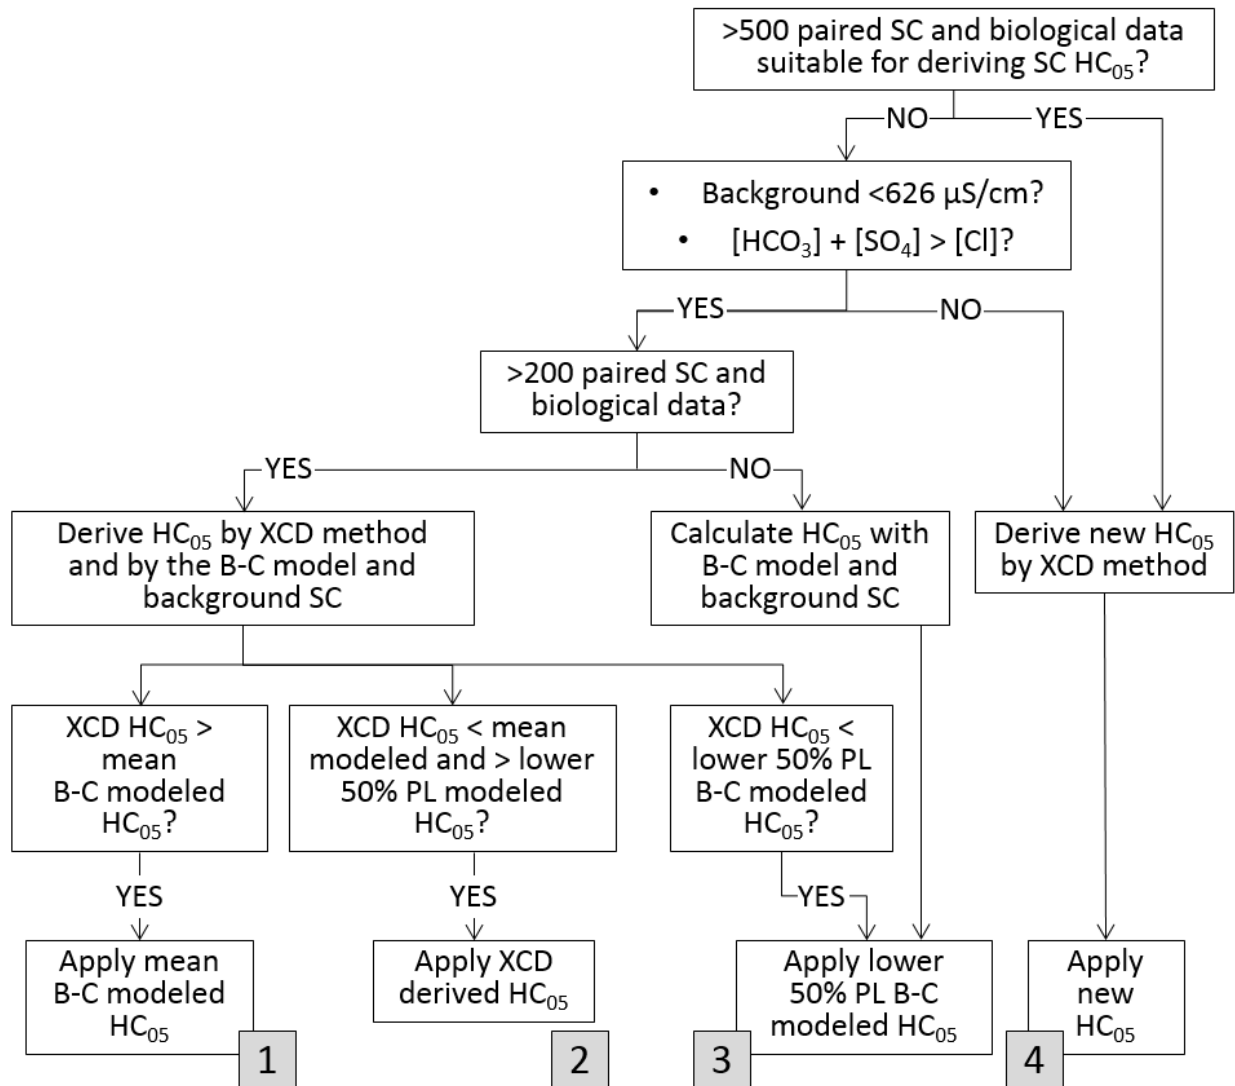 >500 paired SC and biological data
suitable for deriving SC HC05?
NO
YES
• Background <626 µS/cm?
• [HCO3] + [SO4] > [Cl]?
YES
NO
>200 paired SC and
biological data?
YES
NO
Derive HC05 by XCD method
and by the B-C model and
background SC
Calculate HC05 with
B-C model and
background SC
Derive new HC05
by XCD method
XCD HC05 >
mean
B-C modeled
HC05?
XCD HC05 < mean
modeled and > lower
50% PL modeled
HC05?
XCD HC05 <
lower 50% PL
B-C modeled
HC05?
YES
YES
YES
Apply mean
B-C modeled
HC05
1
Apply XCD
derived HC05
2
Apply lower
50% PL B-C
modeled HC05
3
Apply
new
HC05
4